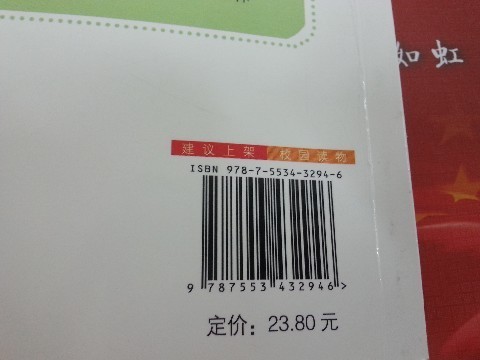 如虹
建议上架 校园读物
ISBN 978-7-5534-3294-6
9 787553 432946 >
定价：23.80 元